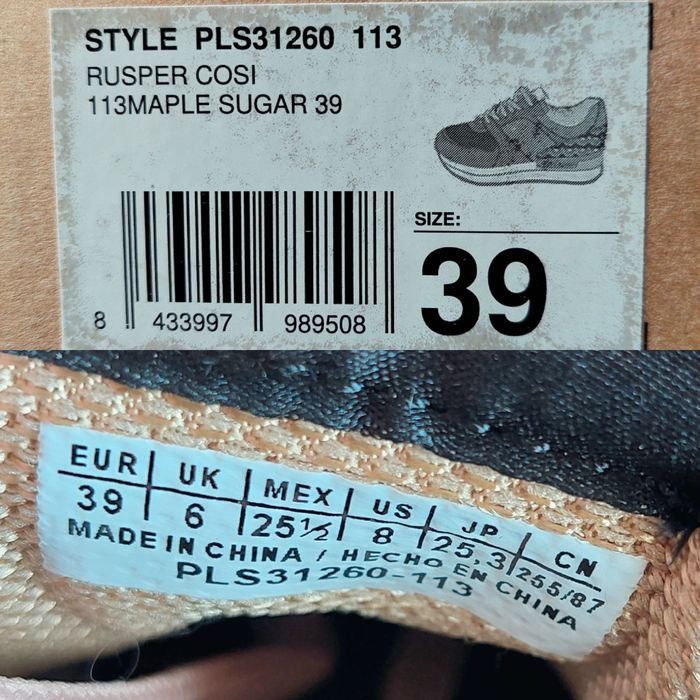 STYLE PLS31260 113
RUSPER COSI
113MAPLE SUGAR 39
SIZE:
39
8 433997 989508
EUR UK MEX US JP CN
39 6 25½ 8 25,3 255/87
MADE IN CHINA / HECHO EN CHINA
PLS31260-113